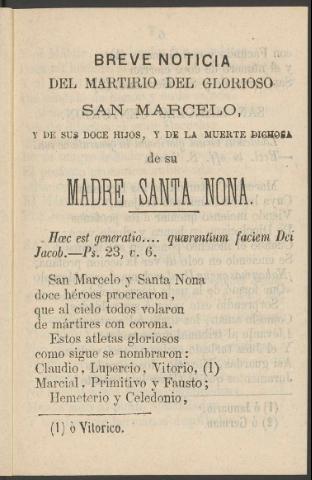 BREVE NOTICIA
DEL MARTIRIO DEL GLORIOSO
SAN MARCELO,
Y DE SUS DOCE HIJOS, Y DE LA MUERTE DICHOSA
de su
MADRE SANTA NONA.
Hœc est generatio.... quœrentium faciem Dei
Jacob.—Ps. 23, v. 6.
San Marcelo y Santa Nona
doce héroes procrearon,
que al cielo todos volaron
de mártires con corona.
Estos atletas gloriosos
como sigue se nombraron:
Claudio, Lupercio, Vitorio, (1)
Marcial, Primitivo y Fausto;
Hemeterio y Celedonio,
(1) ò Vitorico.